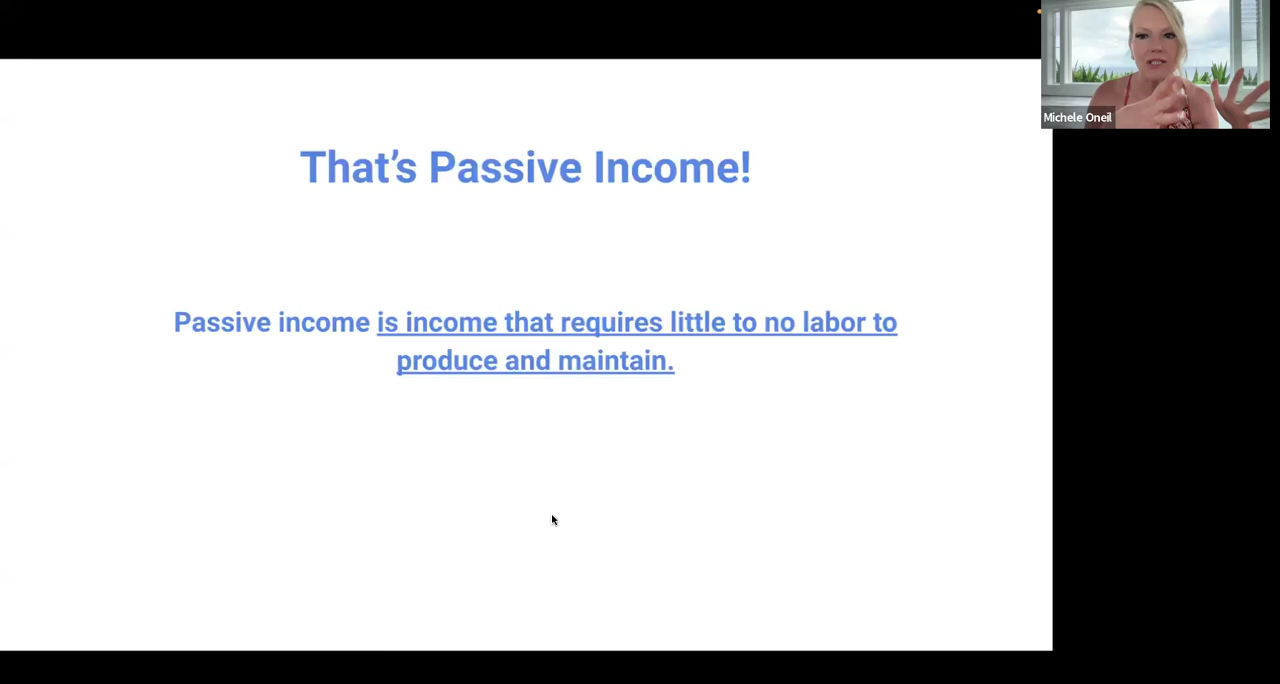 Michele Oneil
That’s Passive Income!
Passive income is income that requires little to no labor to
produce and maintain.